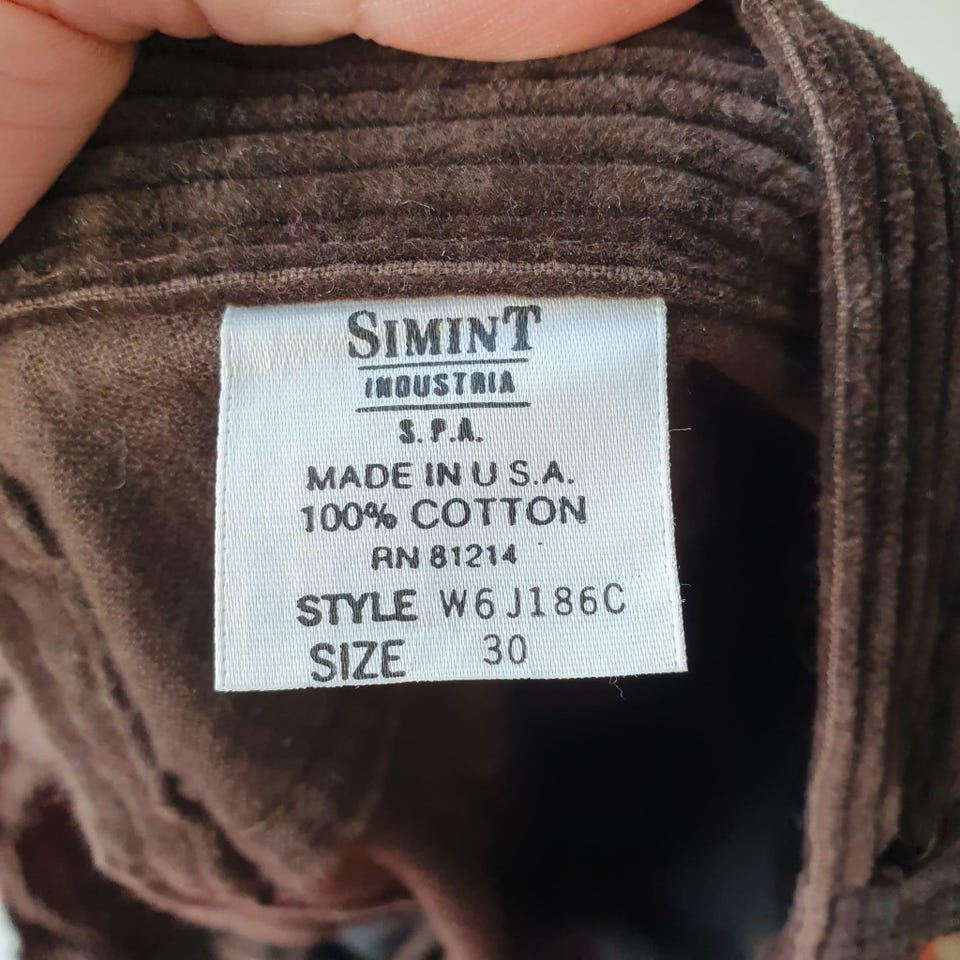 SIMINT
INDUSTRIA
S.P.A.
MADE IN U S.A.
100% COTTON
RN 81214
STYLE W6J186C
SIZE 30